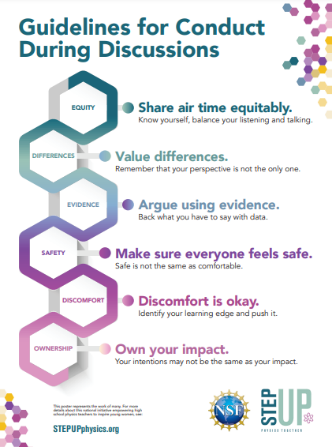 Guidelines for Conduct
During Discussions
EQUITY
Share air time equitably.
Know yourself, balance your listening and talking.
DIFFERENCES
Value differences.
Remember that your perspective is not the only one.
EVIDENCE
Argue using evidence.
Back what you have to say with data.
SAFETY
Make sure everyone feels safe.
Safe is not the same as comfortable.
DISCOMFORT
Discomfort is okay.
Identify your learning edge and push it.
OWNERSHIP
Own your impact.
Your intentions may not be the same as your impact.
This poster represents the work of many. For more
details about the national initiative empowering high
school physics teachers to inspire young women, see:
STEPUPphysics.org
NSF
STEP
UP
PHYSICS TOGETHER